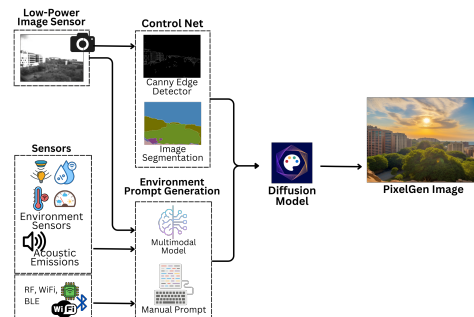 Low-Power
Image Sensor
Control Net
Canny Edge
Detector
Image
Segmentation
Sensors
Environment
Sensors
Acoustic
Emissions
RF, WiFi,
BLE
WiFi
Environment
Prompt Generation
Multimodal
Model
Manual Prompt
Diffusion
Model
PixelGen Image